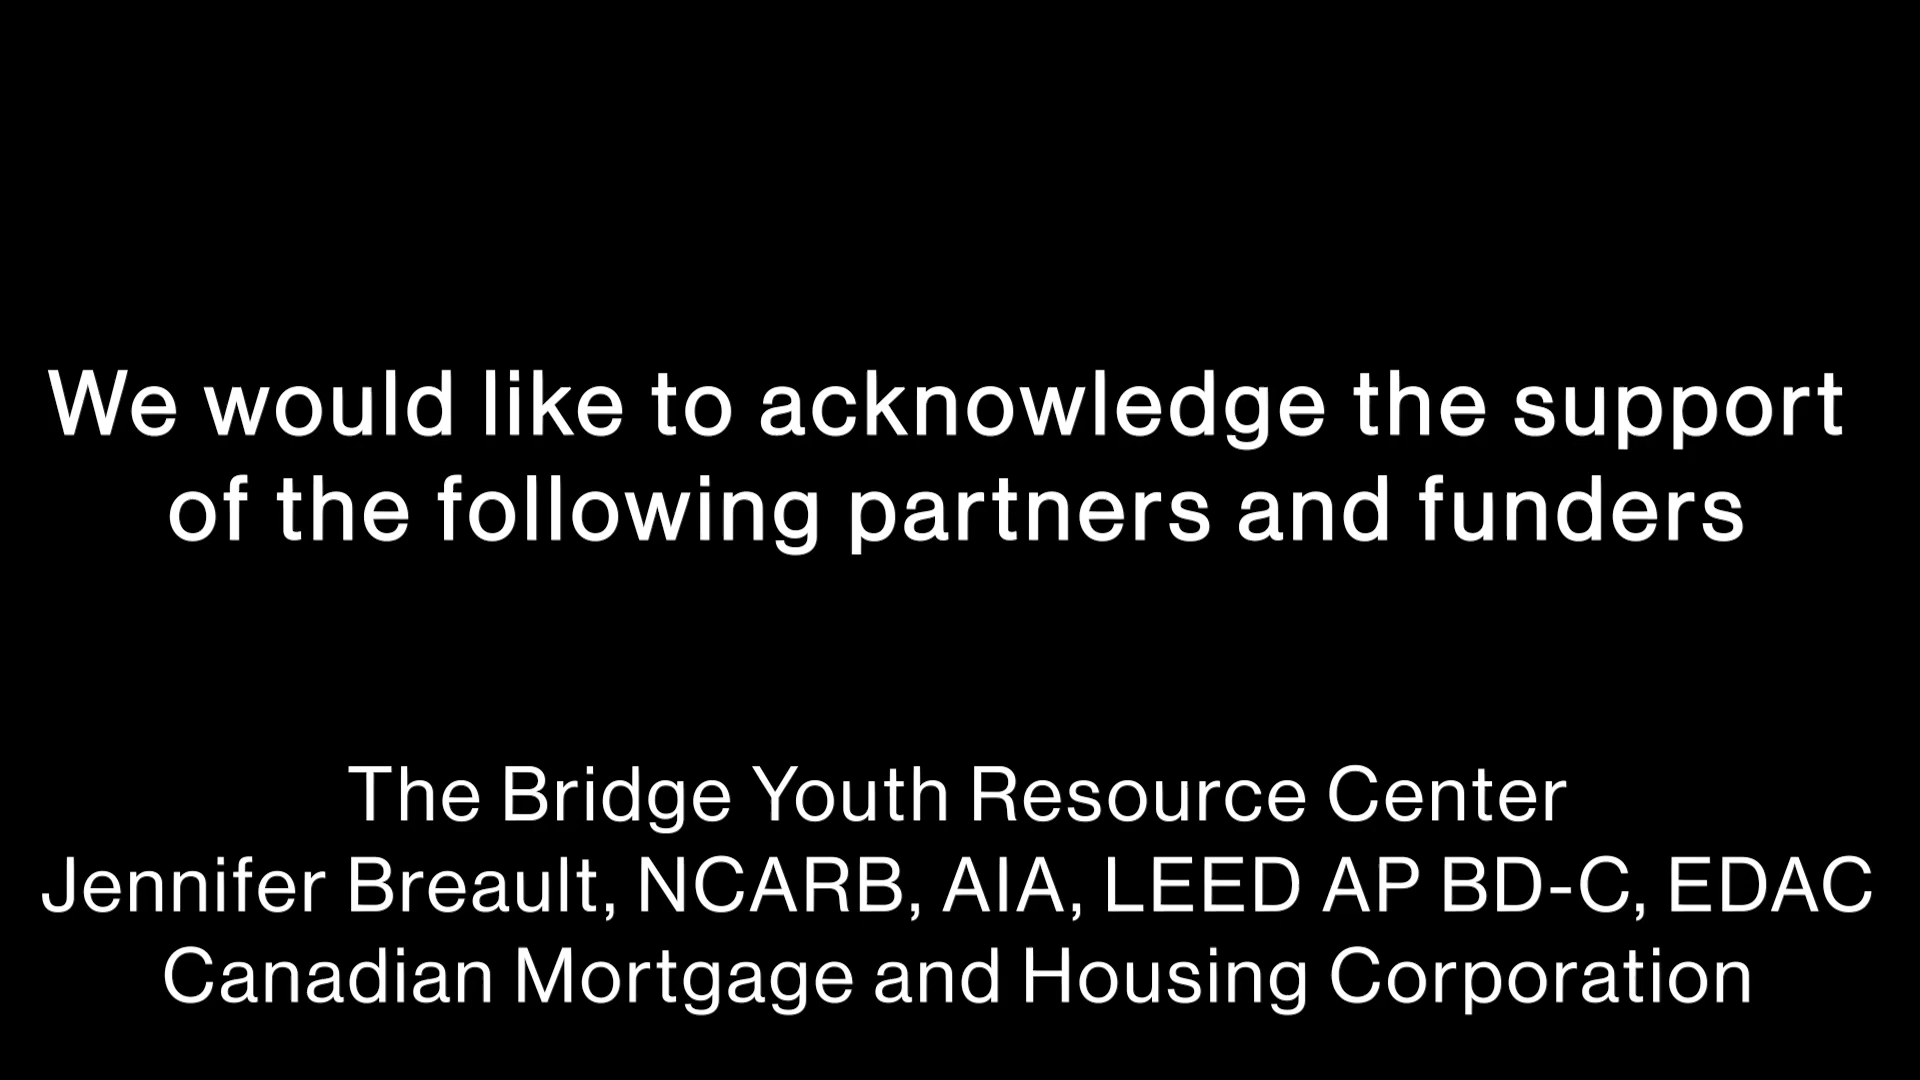 We would like to acknowledge the support
of the following partners and funders
The Bridge Youth Resource Center
Jennifer Breault, NCARB, AIA, LEED AP BD-C, EDAC
Canadian Mortgage and Housing Corporation